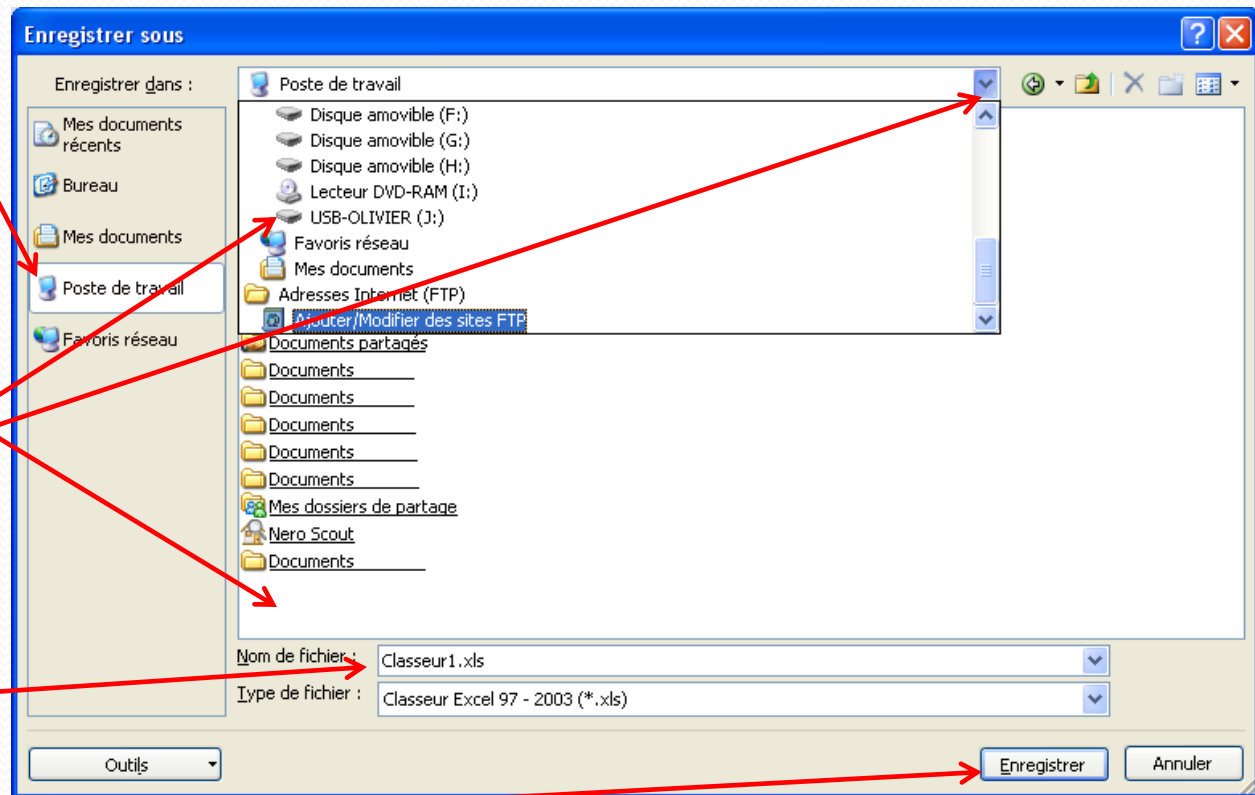 Enregistrer sous
Enregistrer dans :
Poste de travail
Mes documents
récents
Bureau
Mes documents
Poste de travail
Favoris réseau
Disque amovible (F:)
Disque amovible (G:)
Disque amovible (H:)
Lecteur DVD-RAM (I:)
USB-OLIVIER (J:)
Favoris réseau
Mes documents
Adresses Internet (FTP)
Ajouter/Modifier des sites FTP
Documents partagés
Documents
Documents
Documents
Documents
Documents
Mes dossiers de partage
Nero Scout
Documents
Nom de fichier :
Classeur1.xls
Type de fichier :
Classeur Excel 97 - 2003 (*.xls)
Outils
Enregistrer
Annuler